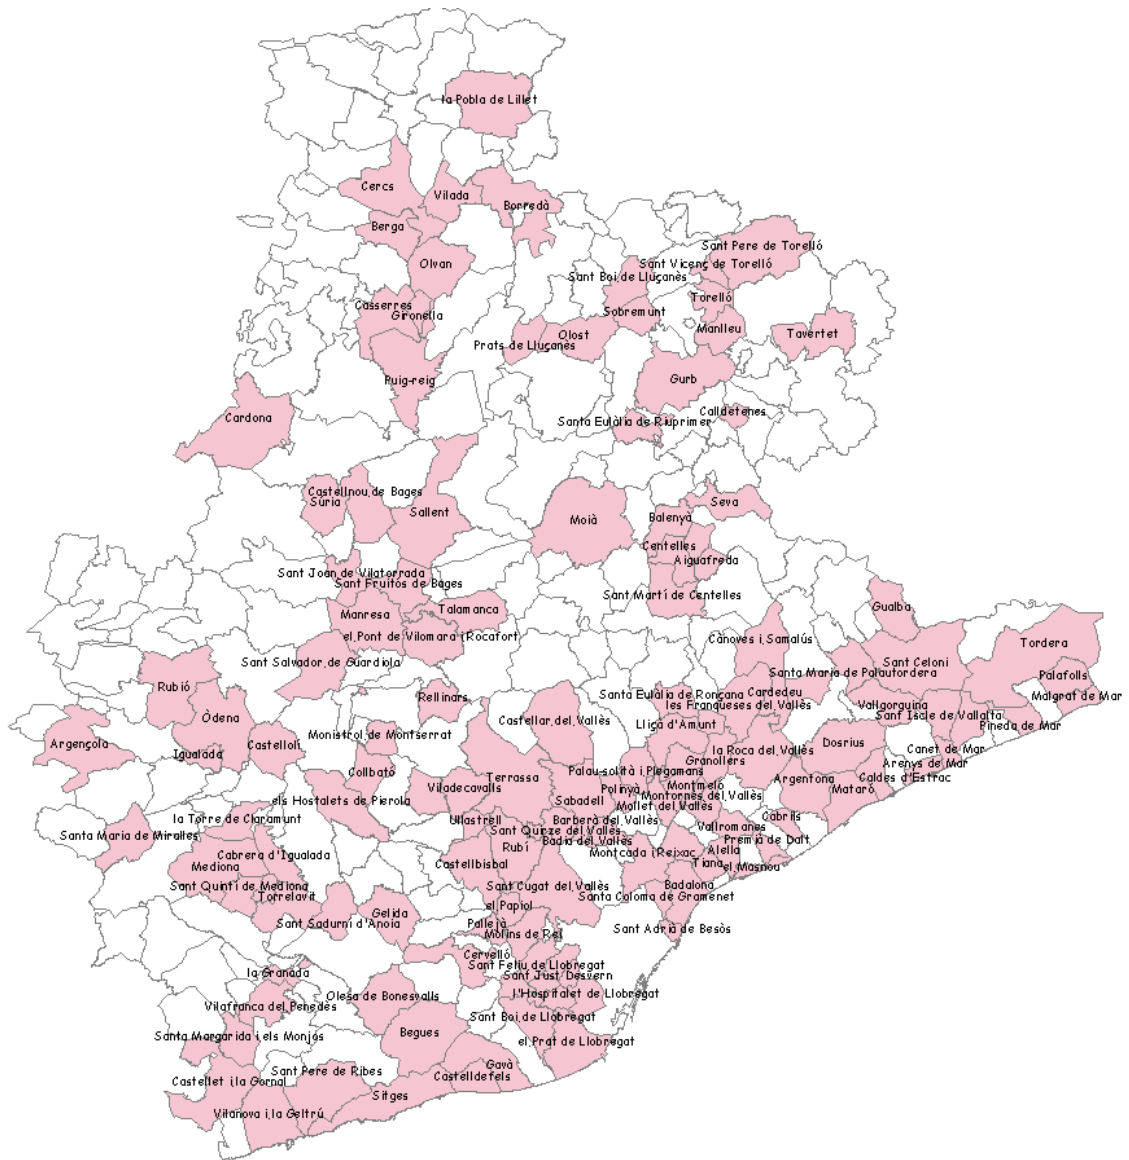 la Pobla de Lillet
Cercs
Vilada
Borredà
Berga
Sant Pere de Torelló
Olvan
Sant Vicenç de Torelló
Sant Boi de Lluçanès
Torelló
Casserres
Gironella
Sobremunt
Manlleu
Tavertet
Olost
Prats de Lluçanès
Puig-reig
Gurb
Calldetenes
Cardona
Santa Eulàlia de Riuprimer
Castellnou de Bages
Súria
Sallent
Seva
Moià
Balenyà
Centelles
Aiguafreda
Sant Joan de Vilatorrada
Sant Fruitós de Bages
Sant Martí de Centelles
Talamanca
Gualba
Manresa
el Pont de Vilomara i Rocafort
Cànoves i Samalús
Tordera
Sant Salvador de Guardiola
Sant Celoni
Santa Maria de Palautordera
Palafolls
Rubió
Rellinars
Santa Eulàlia de Ronçana
Cardedeu
Malgrat de Mar
les Franqueses del Vallès
Vallgorguina
Òdena
Castellar del Vallès
Lliçà d'Amunt
Sant Iscle de Vallalta
Pineda de Mar
Monistrol de Montserrat
Argençola
Castellolí
Dosrius
Canet de Mar
la Roca del Vallès
Igualada
Granollers
Arenys de Mar
Collbató
Palau-solità i Plegamans
Terrassa
Argentona
Caldes d'Estrac
Viladecavalls
Polinyà
Montmeló
Mataró
els Hostalets de Pierola
Sabadell
Montornès del Vallès
Mollet del Vallès
la Torre de Claramunt
Ullastrell
Barberà del Vallès
Cabrils
Santa Maria de Miralles
Sant Quirze del Vallès
Vallromanes
Badia del Vallès
Premià de Dalt
Rubí
Cabrera d'Igualada
Montcada i Reixac
Alella
Mediona
Castellbisbal
Tiana
el Masnou
Sant Quintí de Mediona
Sant Cugat del Vallès
Badalona
Torrelavit
Santa Coloma de Gramenet
el Papiol
Gelida
Sant Sadurní d'Anoia
Pallejà
Sant Adrià de Besòs
Molins de Rei
Cervelló
Sant Feliu de Llobregat
la Granada
Sant Just Desvern
Olesa de Bonesvalls
l'Hospitalet de Llobregat
Vilafranca del Penedès
Sant Boi de Llobregat
Begues
Santa Margarida i els Monjos
el Prat de Llobregat
Gavà
Sant Pere de Ribes
Castelldefels
Castellet i la Gornal
Sitges
Vilanova i la Geltrú